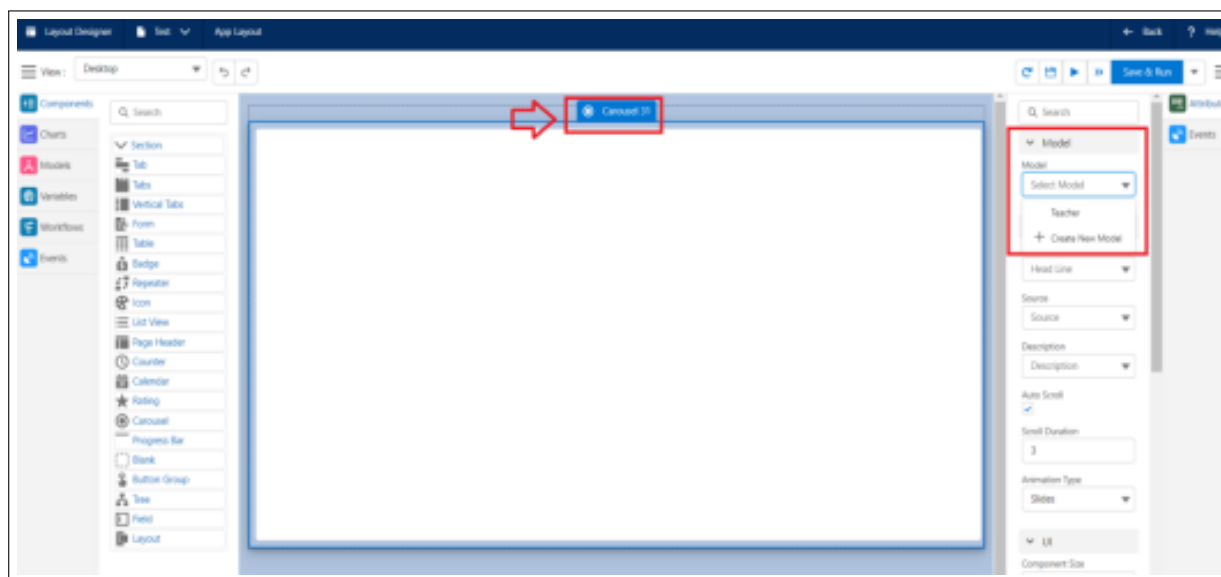 Layout Designer
Test
App Layout
Back
? Help
View :
Desktop
Save & Run
Components
Charts
Models
Variables
Workflows
Events
Search
Section
Tab
Tabs
Vertical Tabs
Form
Table
Badge
Repeater
Icon
List View
Page Header
Counter
Calendar
Rating
Carousel
Progress Bar
Blank
Button Group
Tree
Field
Layout
Carousel 31
Search
Model
Model
Select Model
Teacher
+ Create New Model
Head Line
Source
Source
Description
Description
Auto Scroll
Scroll Duration
3
Animation Type
Slides
UI
Component Size
Events